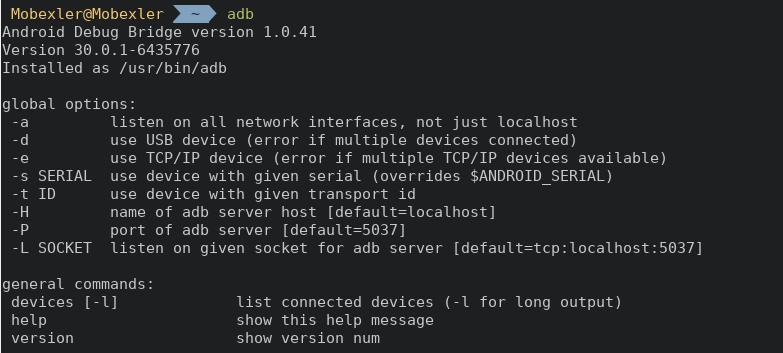 Mobexler@Mobexler ~ adb
Android Debug Bridge version 1.0.41
Version 30.0.1-6435776
Installed as /usr/bin/adb

global options:
 -a         listen on all network interfaces, not just localhost
 -d         use USB device (error if multiple devices connected)
 -e         use TCP/IP device (error if multiple TCP/IP devices available)
 -s SERIAL  use device with given serial (overrides $ANDROID_SERIAL)
 -t ID      use device with given transport id
 -H         name of adb server host [default=localhost]
 -P         port of adb server [default=5037]
 -L SOCKET  listen on given socket for adb server [default=tcp:localhost:5037]

general commands:
 devices [-l]             list connected devices (-l for long output)
 help                     show this help message
 version                  show version num